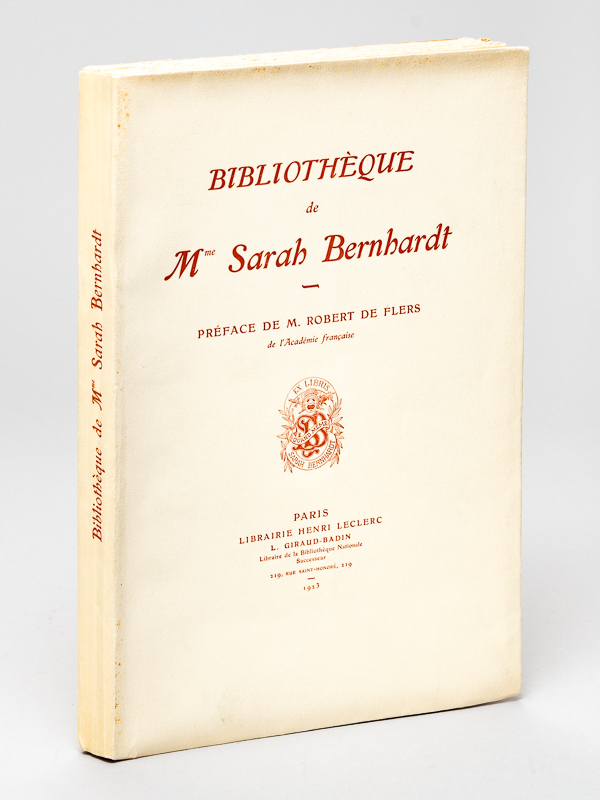 Bibliothèque de Mme Sarah Bernhardt
BIBLIOTHÈQUE
de
Mme Sarah Bernhardt
PRÉFACE DE M. ROBERT DE FLERS
de l'Académie française
EX LIBRIS
QUAND MÊME
SARAH BERNHARDT
PARIS
LIBRAIRIE HENRI LECLERC
L. GIRAUD-BADIN
Libraire de la Bibliothèque Nationale
Successeur
219, RUE SAINT-HONORÉ, 219
1923